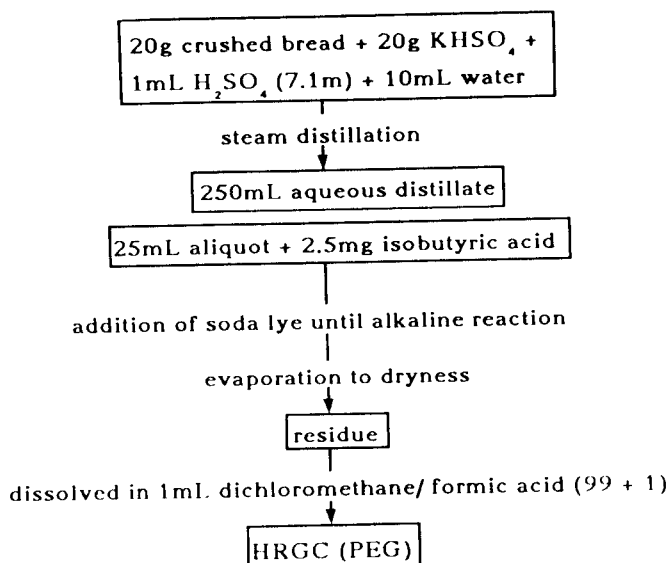 20g crushed bread + 20g KHSO₄ +
1mL H₂SO₄ (7.1m) + 10mL water
steam distillation
250mL aqueous distillate
25mL aliquot + 2.5mg isobutyric acid
addition of soda lye until alkaline reaction
evaporation to dryness
residue
dissolved in 1mL dichloromethane/ formic acid (99 + 1)
HRGC (PEG)